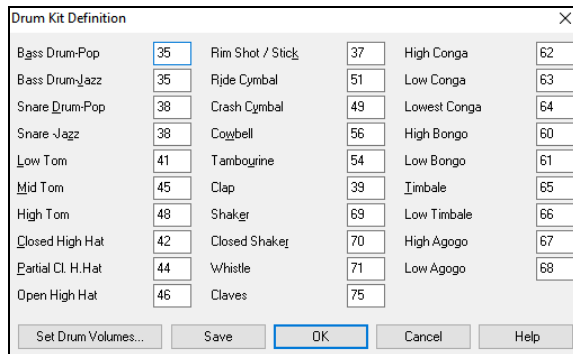 Drum Kit Definition
Bass Drum-Pop 35 Rim Shot / Stick 37 High Conga 62
Bass Drum-Jazz 35 Ride Cymbal 51 Low Conga 63
Snare Drum-Pop 38 Crash Cymbal 49 Lowest Conga 64
Snare -Jazz 38 Cowbell 56 High Bongo 60
Low Tom 41 Tambourine 54 Low Bongo 61
Mid Tom 45 Clap 39 Timbale 65
High Tom 48 Shaker 69 Low Timbale 66
Closed High Hat 42 Closed Shaker 70 High Agogo 67
Partial Cl. H.Hat 44 Whistle 71 Low Agogo 68
Open High Hat 46 Claves 75
Set Drum Volumes... Save OK Cancel Help